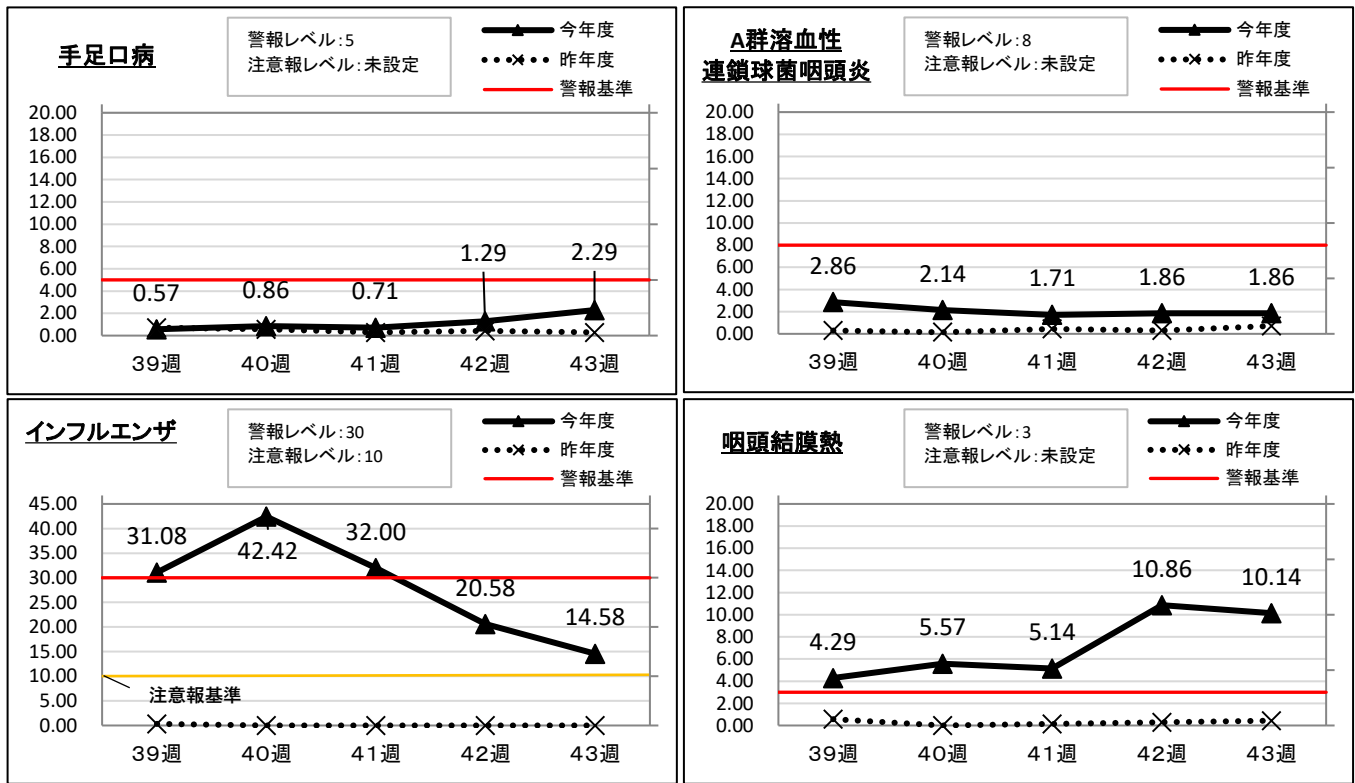 手足口病
警報レベル：5
注意報レベル：未設定
今年度
昨年度
警報基準
20.00
18.00
16.00
14.00
12.00
10.00
8.00
6.00
4.00
2.00
0.00
0.57
0.86
0.71
1.29
2.29
39週
40週
41週
42週
43週
A群溶血性
連鎖球菌咽頭炎
警報レベル：8
注意報レベル：未設定
今年度
昨年度
警報基準
20.00
18.00
16.00
14.00
12.00
10.00
8.00
6.00
4.00
2.00
0.00
2.86
2.14
1.71
1.86
1.86
39週
40週
41週
42週
43週
インフルエンザ
警報レベル：30
注意報レベル：10
今年度
昨年度
警報基準
45.00
40.00
35.00
30.00
25.00
20.00
15.00
10.00
5.00
0.00
31.08
42.42
32.00
20.58
14.58
注意報基準
39週
40週
41週
42週
43週
咽頭結膜熱
警報レベル：3
注意報レベル：未設定
今年度
昨年度
警報基準
20.00
18.00
16.00
14.00
12.00
10.00
8.00
6.00
4.00
2.00
0.00
4.29
5.57
5.14
10.86
10.14
39週
40週
41週
42週
43週